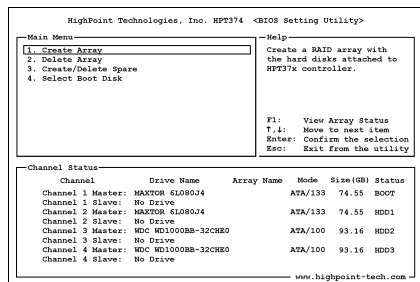 HighPoint Technologies, Inc. HPT374 <BIOS Setting Utility>
Main Menu
1. Create Array
2. Delete Array
3. Create/Delete Spare
4. Select Boot Disk
Help
Create a RAID array with
the hard disks attached to
HPT37x controller.
F1: View Array Status
↑,↓: Move to next item
Enter: Confirm the selection
Esc: Exit from the utility
Channel Status
Channel Drive Name Array Name Mode Size(GB) Status
Channel 1 Master: MAXTOR 6L080J4 ATA/133 74.55 BOOT
Channel 1 Slave: No Drive
Channel 2 Master: MAXTOR 6L080J4 ATA/133 74.55 HDD1
Channel 2 Slave: No Drive
Channel 3 Master: WDC WD1000BB-32CHE0 ATA/100 93.16 HDD2
Channel 3 Slave: No Drive
Channel 4 Master: WDC WD1000BB-32CHE0 ATA/100 93.16 HDD3
Channel 4 Slave: No Drive
www.highpoint-tech.com